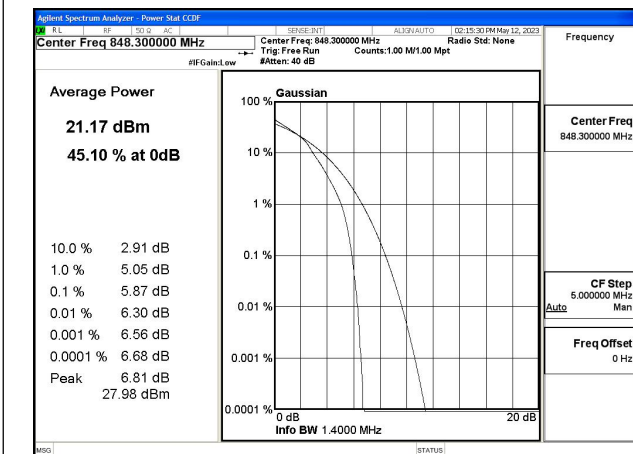 Agilent Spectrum Analyzer - Power Stat CCDF
RL RF 50 Ω AC SENSE:INT ALIGN AUTO 02:15:30 PM May 12, 2023
Center Freq 848.300000 MHz
Center Freq: 848.300000 MHz Radio Std: None
Trig: Free Run Counts:1.00 M/1.00 Mpt
#IFGain:Low #Atten: 40 dB
Frequency
Average Power
21.17 dBm
45.10 % at 0dB
10.0 % 2.91 dB
1.0 % 5.05 dB
0.1 % 5.87 dB
0.01 % 6.30 dB
0.001 % 6.56 dB
0.0001 % 6.68 dB
Peak 6.81 dB
27.98 dBm
Gaussian
100 %
10 %
1 %
0.1 %
0.01 %
0.001 %
0.0001 %
0 dB 20 dB
Info BW 1.4000 MHz
Center Freq
848.300000 MHz
CF Step
5.000000 MHz
Auto Man
Freq Offset
0 Hz
MSG STATUS